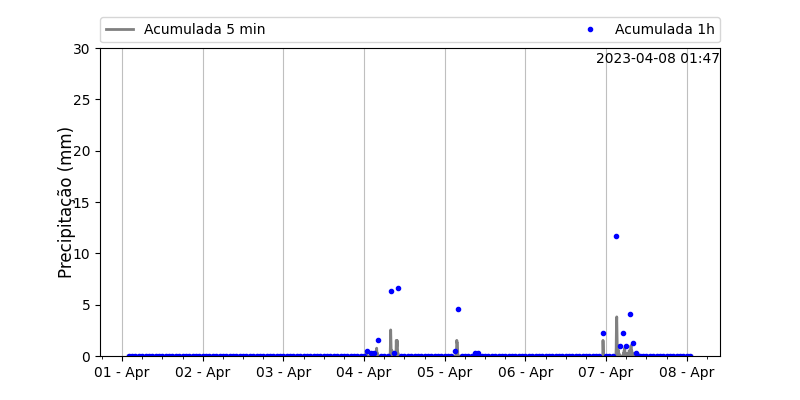 Acumulada 5 min
Acumulada 1h
2023-04-08 01:47
Precipitação (mm)
30
25
20
15
10
5
0
01 - Apr
02 - Apr
03 - Apr
04 - Apr
05 - Apr
06 - Apr
07 - Apr
08 - Apr